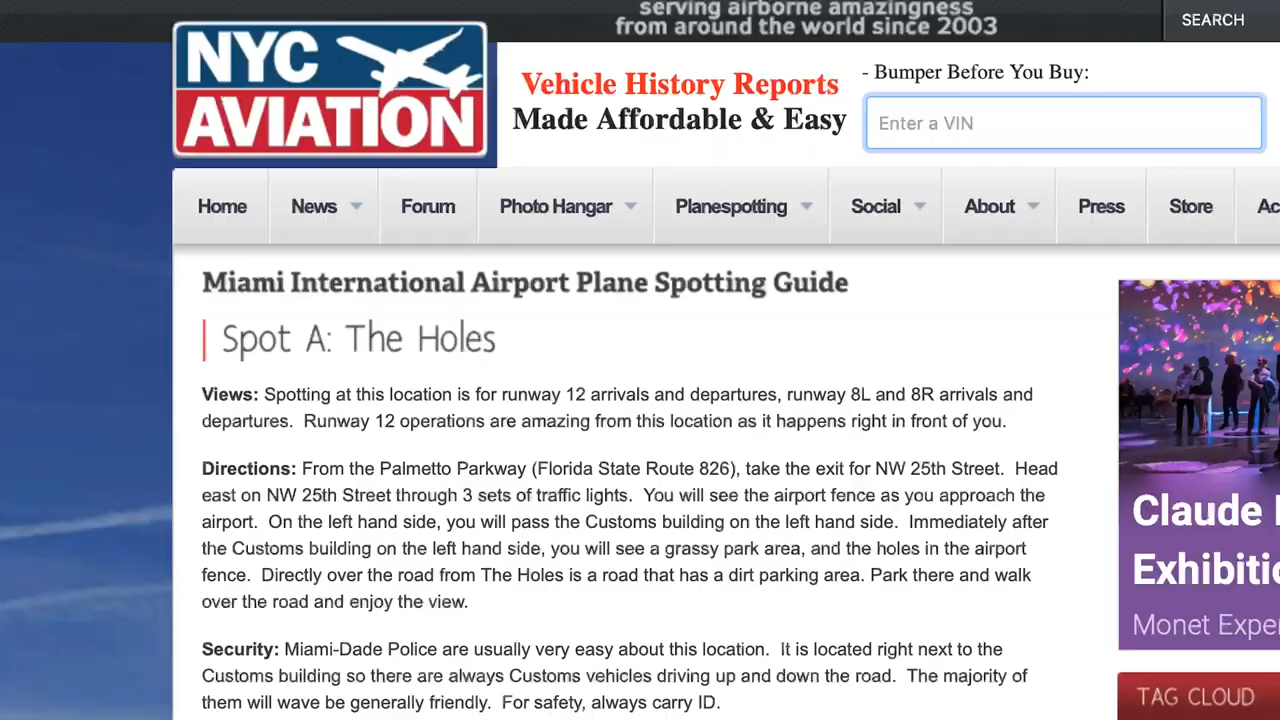 serving airborne amazingness
from around the world since 2003
SEARCH
NYC
AVIATION
Vehicle History Reports
Made Affordable & Easy
- Bumper Before You Buy:
Enter a VIN
Home News Forum Photo Hangar Planespotting Social About Press Store Ac
Miami International Airport Plane Spotting Guide
Spot A: The Holes
Views: Spotting at this location is for runway 12 arrivals and departures, runway 8L and 8R arrivals and
departures. Runway 12 operations are amazing from this location as it happens right in front of you.
Directions: From the Palmetto Parkway (Florida State Route 826), take the exit for NW 25th Street. Head
east on NW 25th Street through 3 sets of traffic lights. You will see the airport fence as you approach the
airport. On the left hand side, you will pass the Customs building on the left hand side. Immediately after
the Customs building on the left hand side, you will see a grassy park area, and the holes in the airport
fence. Directly over the road from The Holes is a road that has a dirt parking area. Park there and walk
over the road and enjoy the view.
Security: Miami-Dade Police are usually very easy about this location. It is located right next to the
Customs building so there are always Customs vehicles driving up and down the road. The majority of
them will wave be generally friendly. For safety, always carry ID.
Claude
Exhibitio
Monet Exper
TAG CLOUD